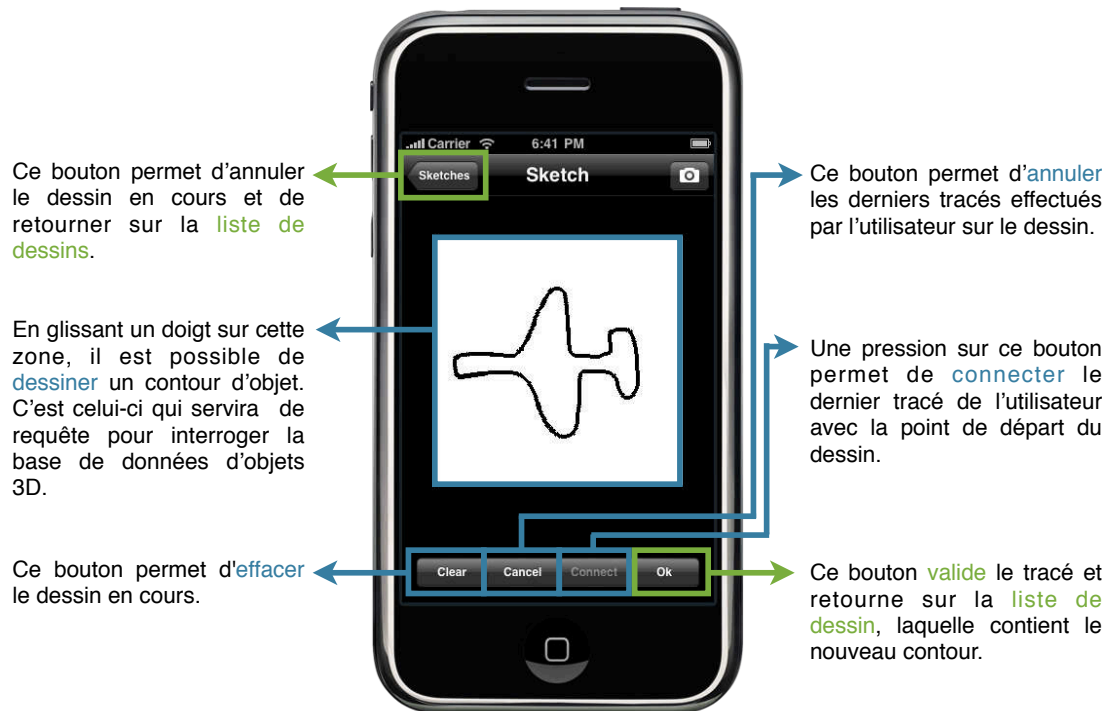 Carrier 6:41 PM
Sketches Sketch
Ce bouton permet d'annuler
le dessin en cours et de
retourner sur la liste de
dessins.
En glissant un doigt sur cette
zone, il est possible de
dessiner un contour d'objet.
C'est celui-ci qui servira de
requête pour interroger la
base de données d'objets
3D.
Ce bouton permet d'effacer
le dessin en cours.
Clear Cancel Connect Ok
Ce bouton permet d'annuler
les derniers tracés effectués
par l'utilisateur sur le dessin.
Une pression sur ce bouton
permet de connecter le
dernier tracé de l'utilisateur
avec la point de départ du
dessin.
Ce bouton valide le tracé et
retourne sur la liste de
dessin, laquelle contient le
nouveau contour.